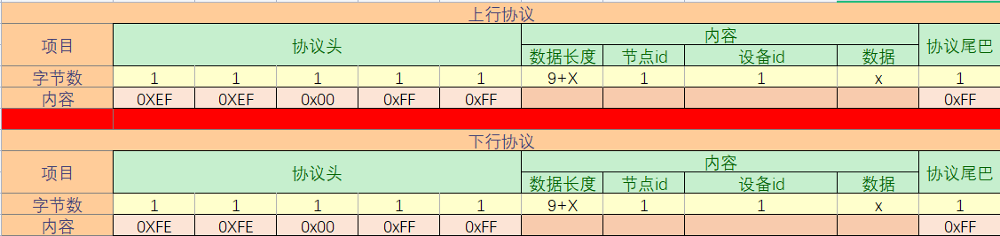 上行协议
项目 协议头 内容 协议尾巴
数据长度 节点id 设备id 数据
字节数 1 1 1 1 1 9+X 1 1 x 1
内容 0XEF 0XEF 0x00 0xFF 0xFF 0xFF
下行协议
项目 协议头 内容 协议尾巴
数据长度 节点id 设备id 数据
字节数 1 1 1 1 1 9+X 1 1 x 1
内容 0XFE 0XFE 0x00 0xFF 0xFF 0xFF